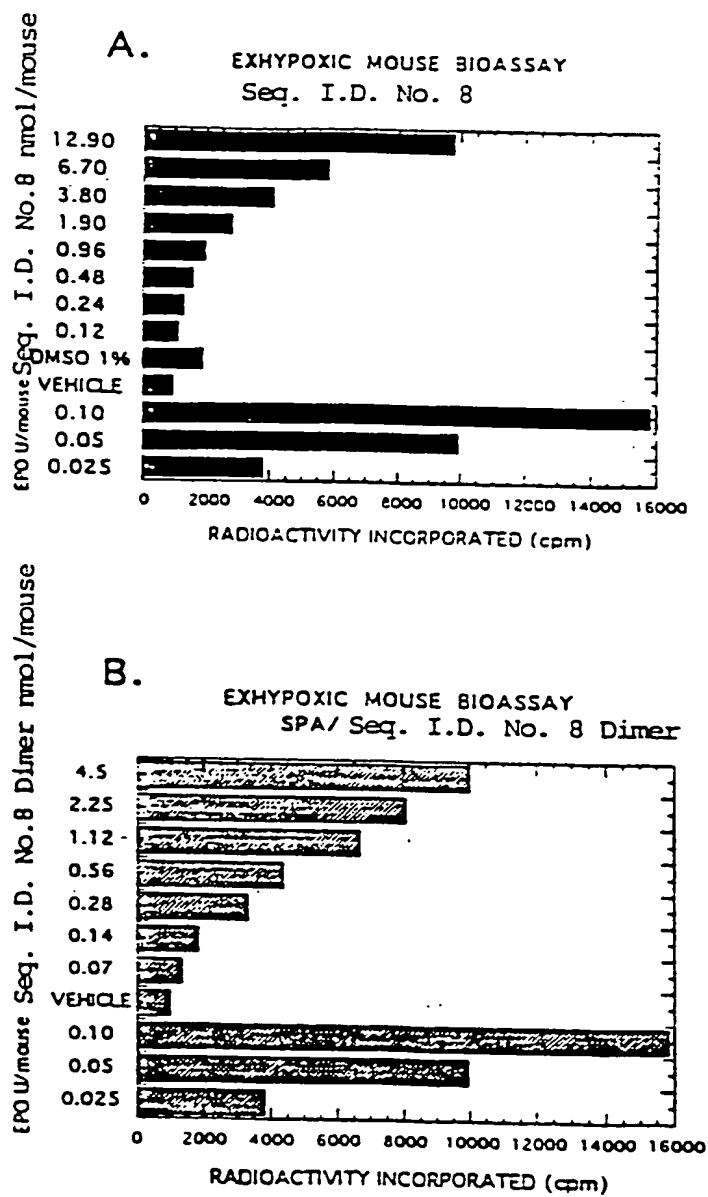 A.
EXHYPOXIC MOUSE BIOASSAY
Seq. I.D. No. 8
EPO U/mouse Seq. I.D. No.8 nmol/mouse
12.90
6.70
3.80
1.90
0.96
0.48
0.24
0.12
DMSO 1%
VEHICLE
0.10
0.05
0.025
0 2000 4000 6000 8000 10000 12000 14000 16000
RADIOACTIVITY INCORPORATED (cpm)
B.
EXHYPOXIC MOUSE BIOASSAY
SPA/ Seq. I.D. No. 8 Dimer
EPO U/mouse Seq. I.D. No.8 Dimer nmol/mouse
4.5
2.25
1.12
0.56
0.28
0.14
0.07
VEHICLE
0.10
0.05
0.025
0 2000 4000 6000 8000 10000 12000 14000 16000
RADIOACTIVITY INCORPORATED (cpm)